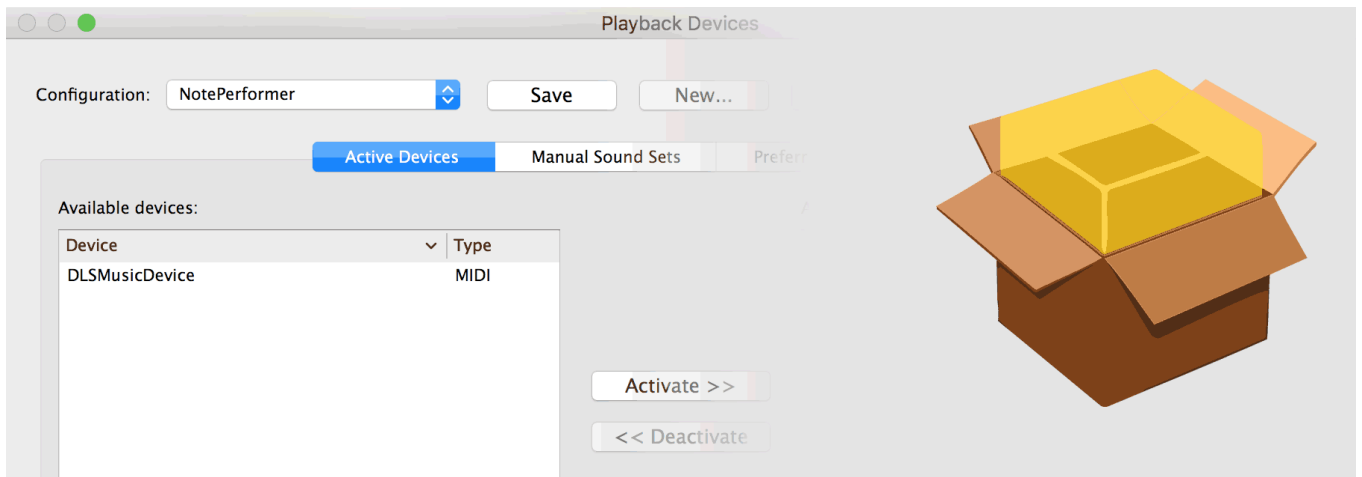 Playback Devices
Configuration: NotePerformer Save New...
Active Devices Manual Sound Sets Prefer
Available devices:
Device Type
DLSMusicDevice MIDI
Activate >>
<< Deactivate